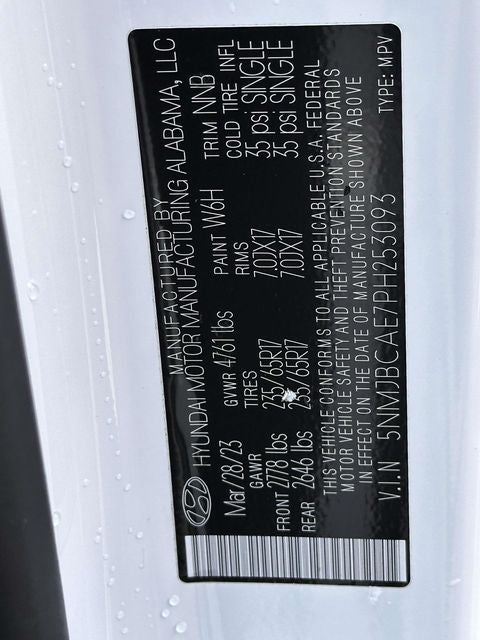 MANUFACTURED BY
HYUNDAI MOTOR MANUFACTURING ALABAMA, LLC
Mar/28/23 GVWR 4761 lbs PAINT W6H TRIM NNB
GAWR TIRES RIMS COLD TIRE INFL
FRONT 2778 lbs 235/65R17 7.0JX17 35 psi SINGLE
REAR 2646 lbs 235/65R17 7.0JX17 35 psi SINGLE
THIS VEHICLE CONFORMS TO ALL APPLICABLE U.S.A. FEDERAL
MOTOR VEHICLE SAFETY AND THEFT PREVENTION STANDARDS
IN EFFECT ON THE DATE OF MANUFACTURE SHOWN ABOVE
V.I.N 5NMJBCAE7PH253093 TYPE: MPV